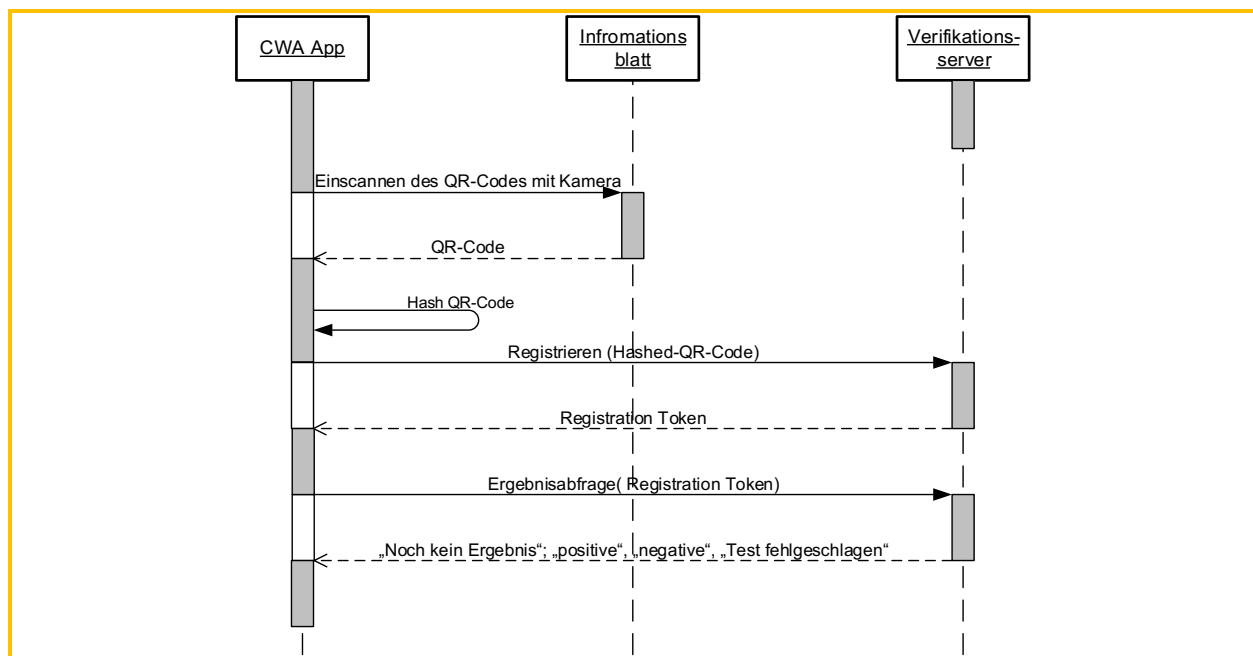 CWA App
Infromations
blatt
Verifikations-
server
Einscannen des QR-Codes mit Kamera
QR-Code
Hash QR-Code
Registrieren (Hashed-QR-Code)
Registration Token
Ergebnisabfrage( Registration Token)
„Noch kein Ergebnis“; „positive“, „negative“, „Test fehlgeschlagen“